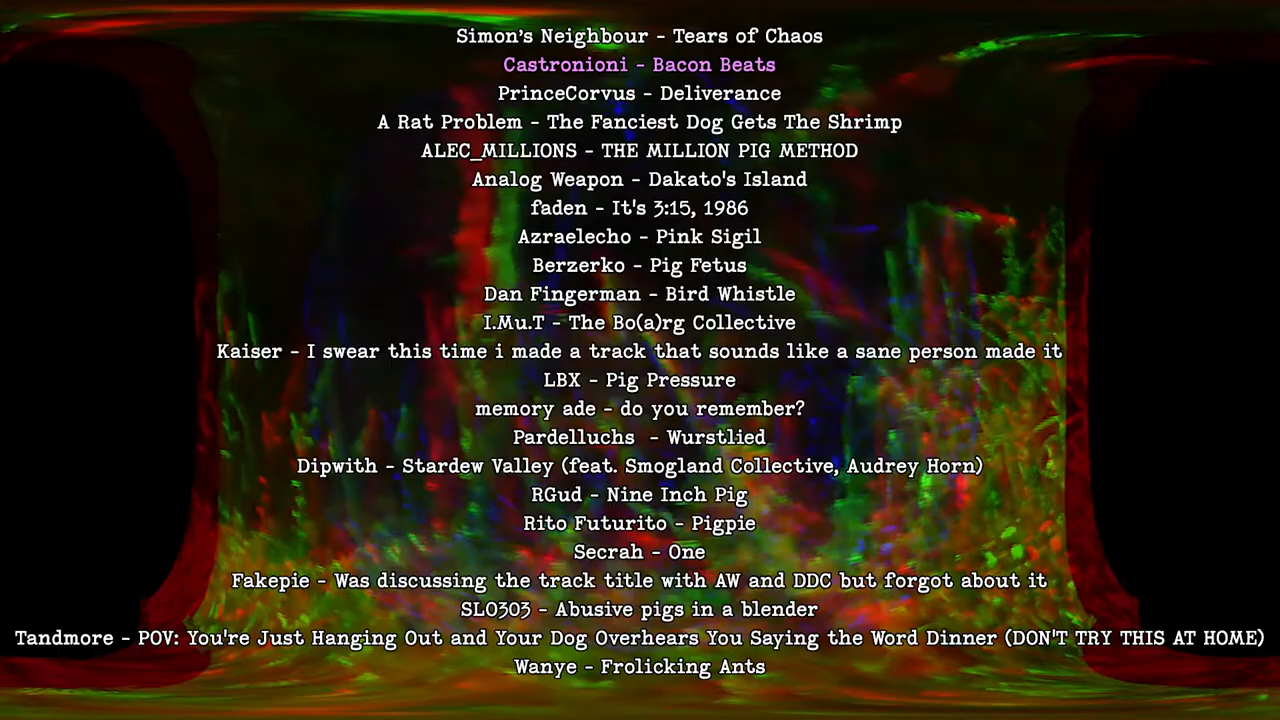 Simon’s Neighbour - Tears of Chaos
Castronioni - Bacon Beats
PrinceCorvus - Deliverance
A Rat Problem - The Fanciest Dog Gets The Shrimp
ALEC_MILLIONS - THE MILLION PIG METHOD
Analog Weapon - Dakato's Island
faden - It's 3:15, 1986
Azraelecho - Pink Sigil
Berzerko - Pig Fetus
Dan Fingerman - Bird Whistle
I.Mu.T - The Bo(a)rg Collective
Kaiser - I swear this time i made a track that sounds like a sane person made it
LBX - Pig Pressure
memory ade - do you remember?
Pardelluchs  - Wurstlied
Dipwith - Stardew Valley (feat. Smogland Collective, Audrey Horn)
RGud - Nine Inch Pig
Rito Futurito - Pigpie
Secrah - One
Fakepie - Was discussing the track title with AW and DDC but forgot about it
SL0303 - Abusive pigs in a blender
Tandmore - POV: You're Just Hanging Out and Your Dog Overhears You Saying the Word Dinner (DON'T TRY THIS AT HOME)
Wanye - Frolicking Ants